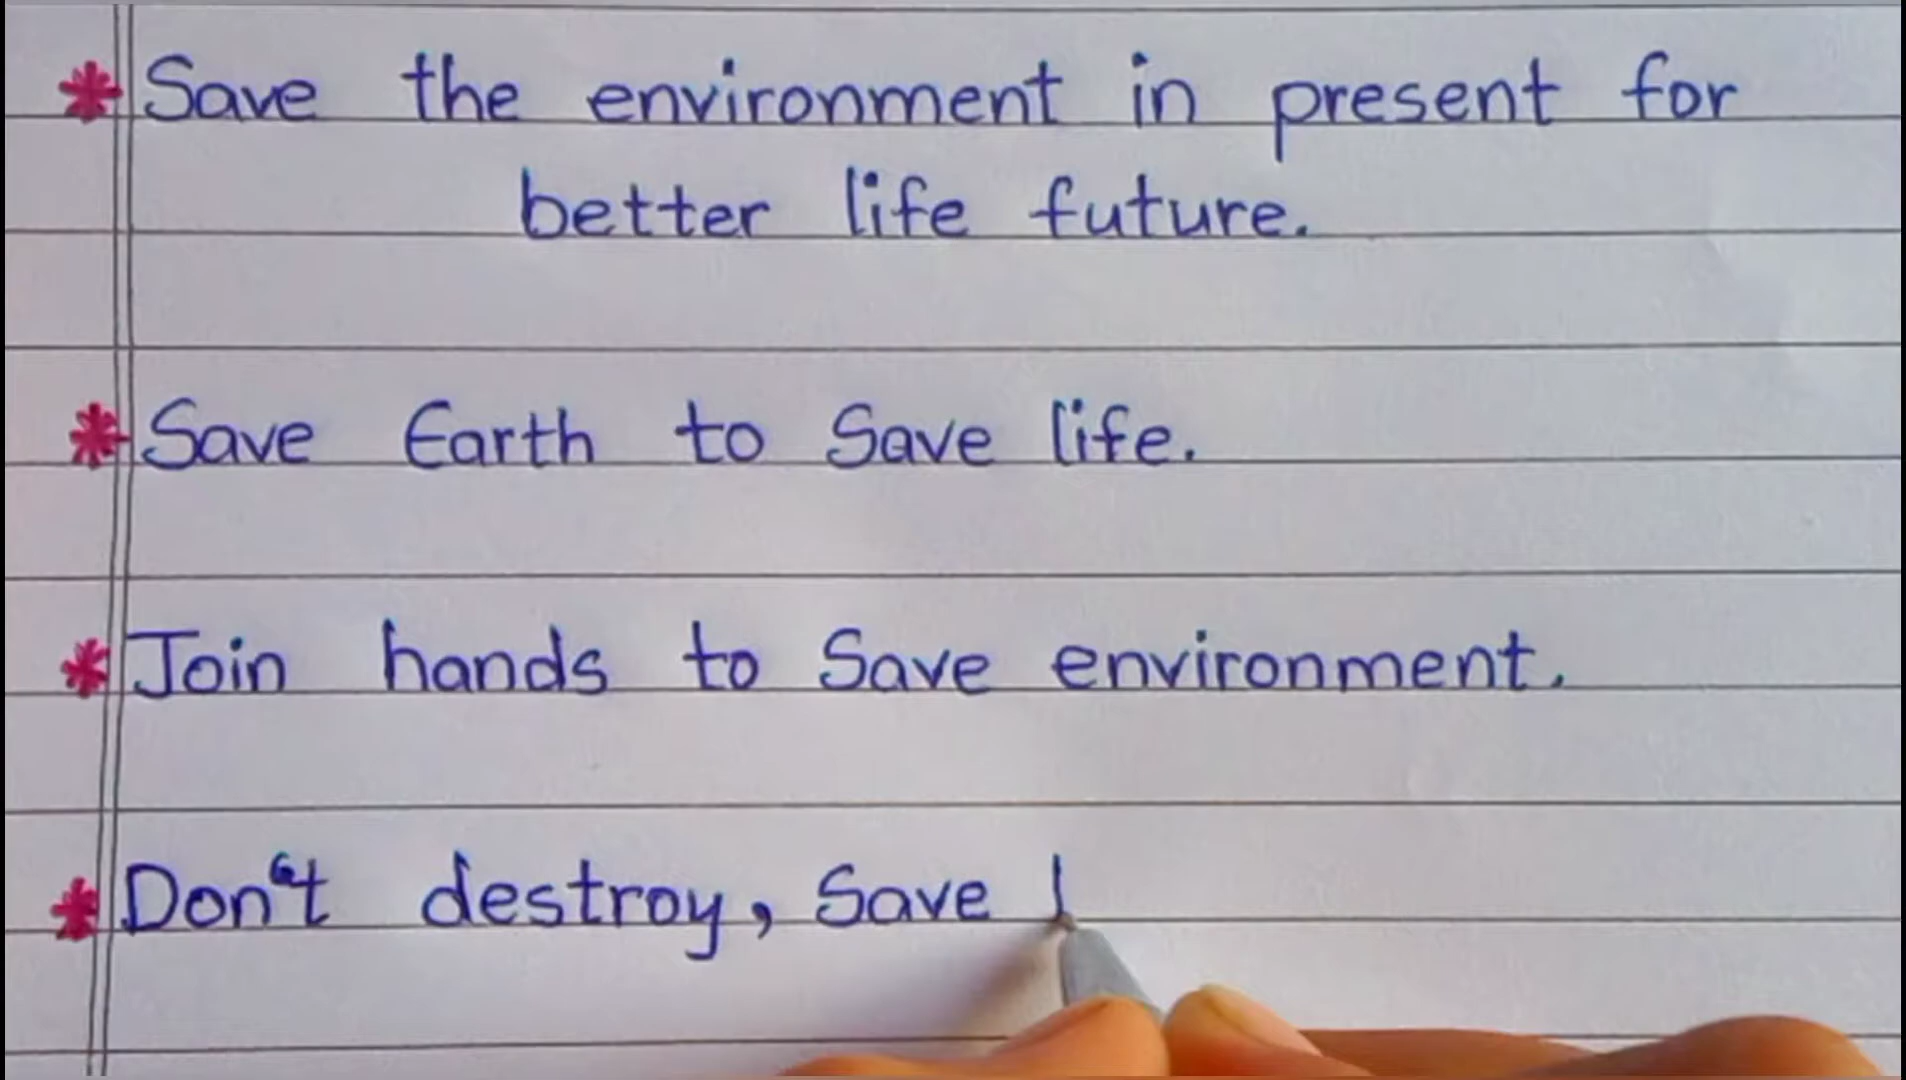 * Save the environment in present for
better life future.
* Save Earth to Save life.
* Join hands to Save environment.
* Don't destroy, Save l